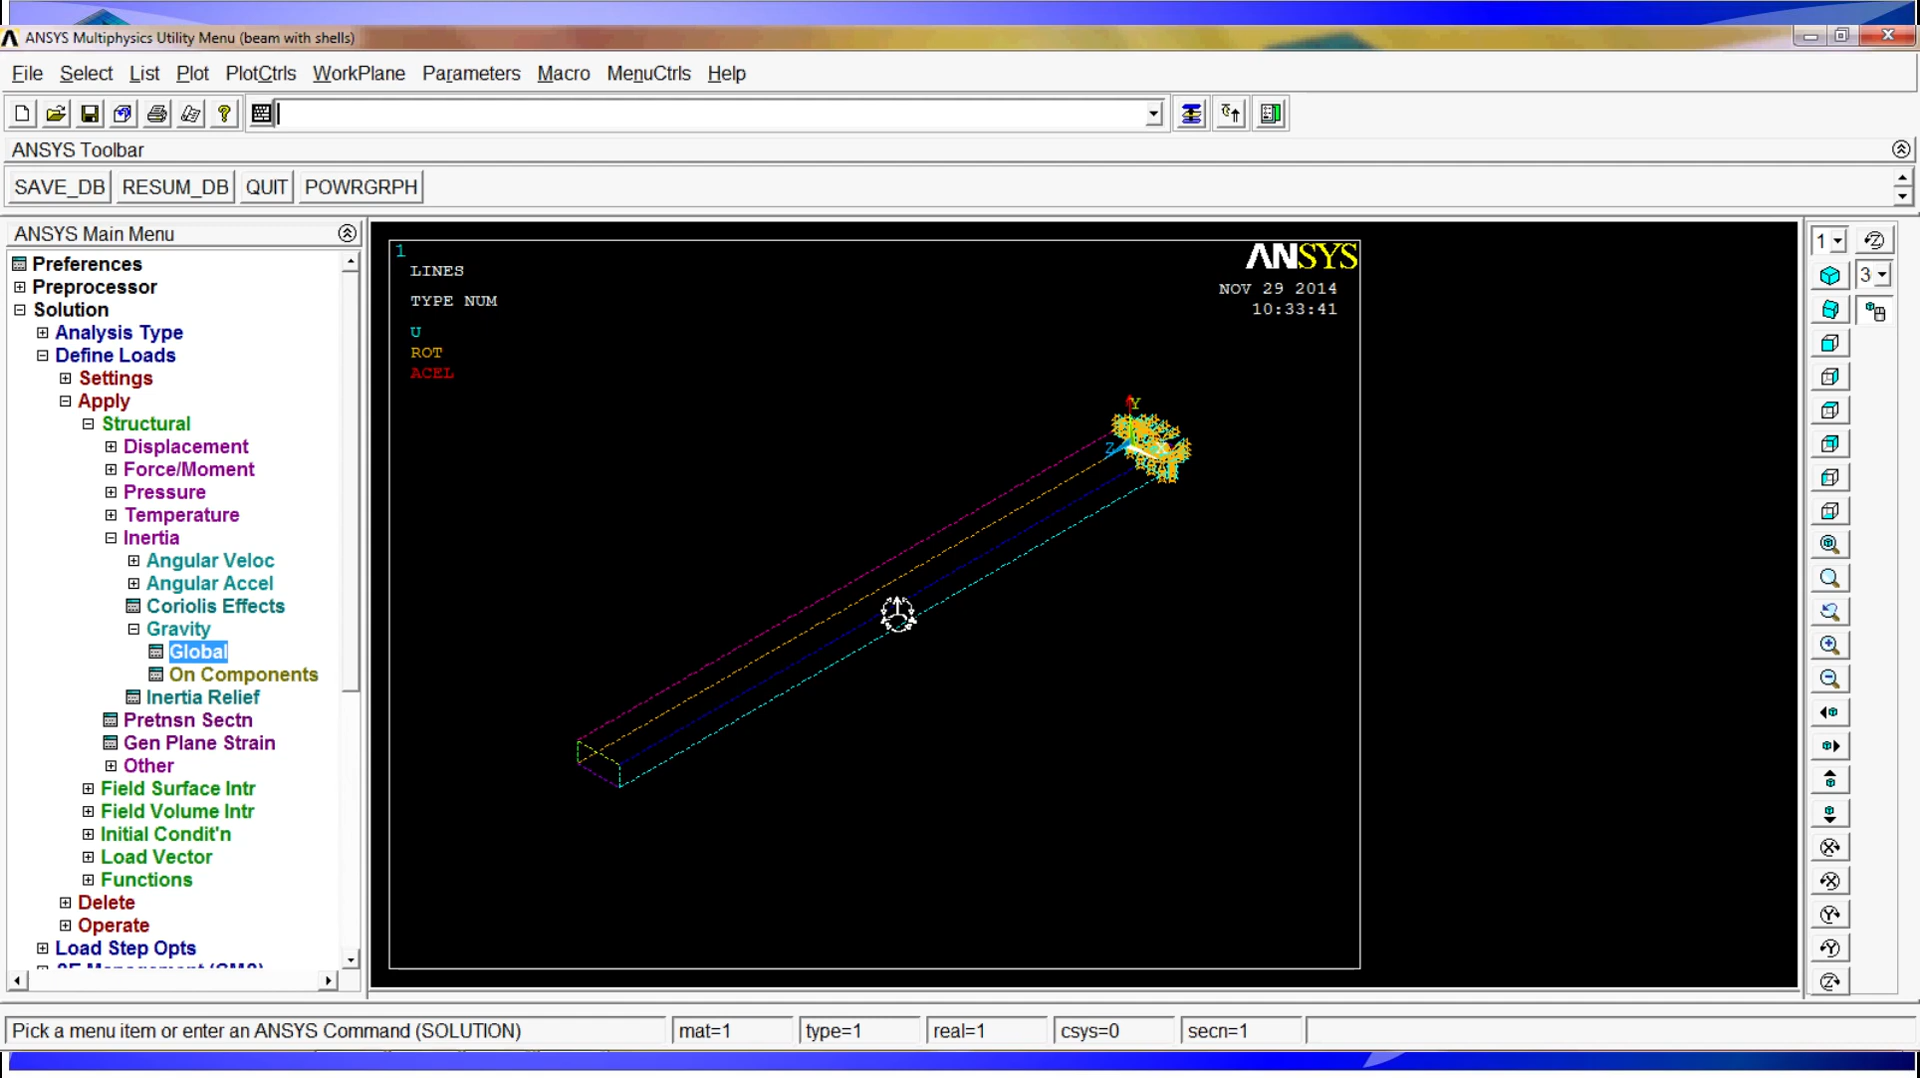 ANSYS Multiphysics Utility Menu (beam with shells)
File Select List Plot PlotCtrls WorkPlane Parameters Macro MenuCtrls Help
ANSYS Toolbar
SAVE_DB RESUM_DB QUIT POWRGRPH
ANSYS Main Menu
Preferences
Preprocessor
Solution
Analysis Type
Define Loads
Settings
Apply
Structural
Displacement
Force/Moment
Pressure
Temperature
Inertia
Angular Veloc
Angular Accel
Coriolis Effects
Gravity
Global
On Components
Inertia Relief
Pretnsn Sectn
Gen Plane Strain
Other
Field Surface Intr
Field Volume Intr
Initial Condit'n
Load Vector
Functions
Delete
Operate
Load Step Opts
1
LINES
TYPE NUM
U
ROT
ACEL
ANSYS
NOV 29 2014
10:33:41
Y
Z
1
3
Pick a menu item or enter an ANSYS Command (SOLUTION) mat=1 type=1 real=1 csys=0 secn=1